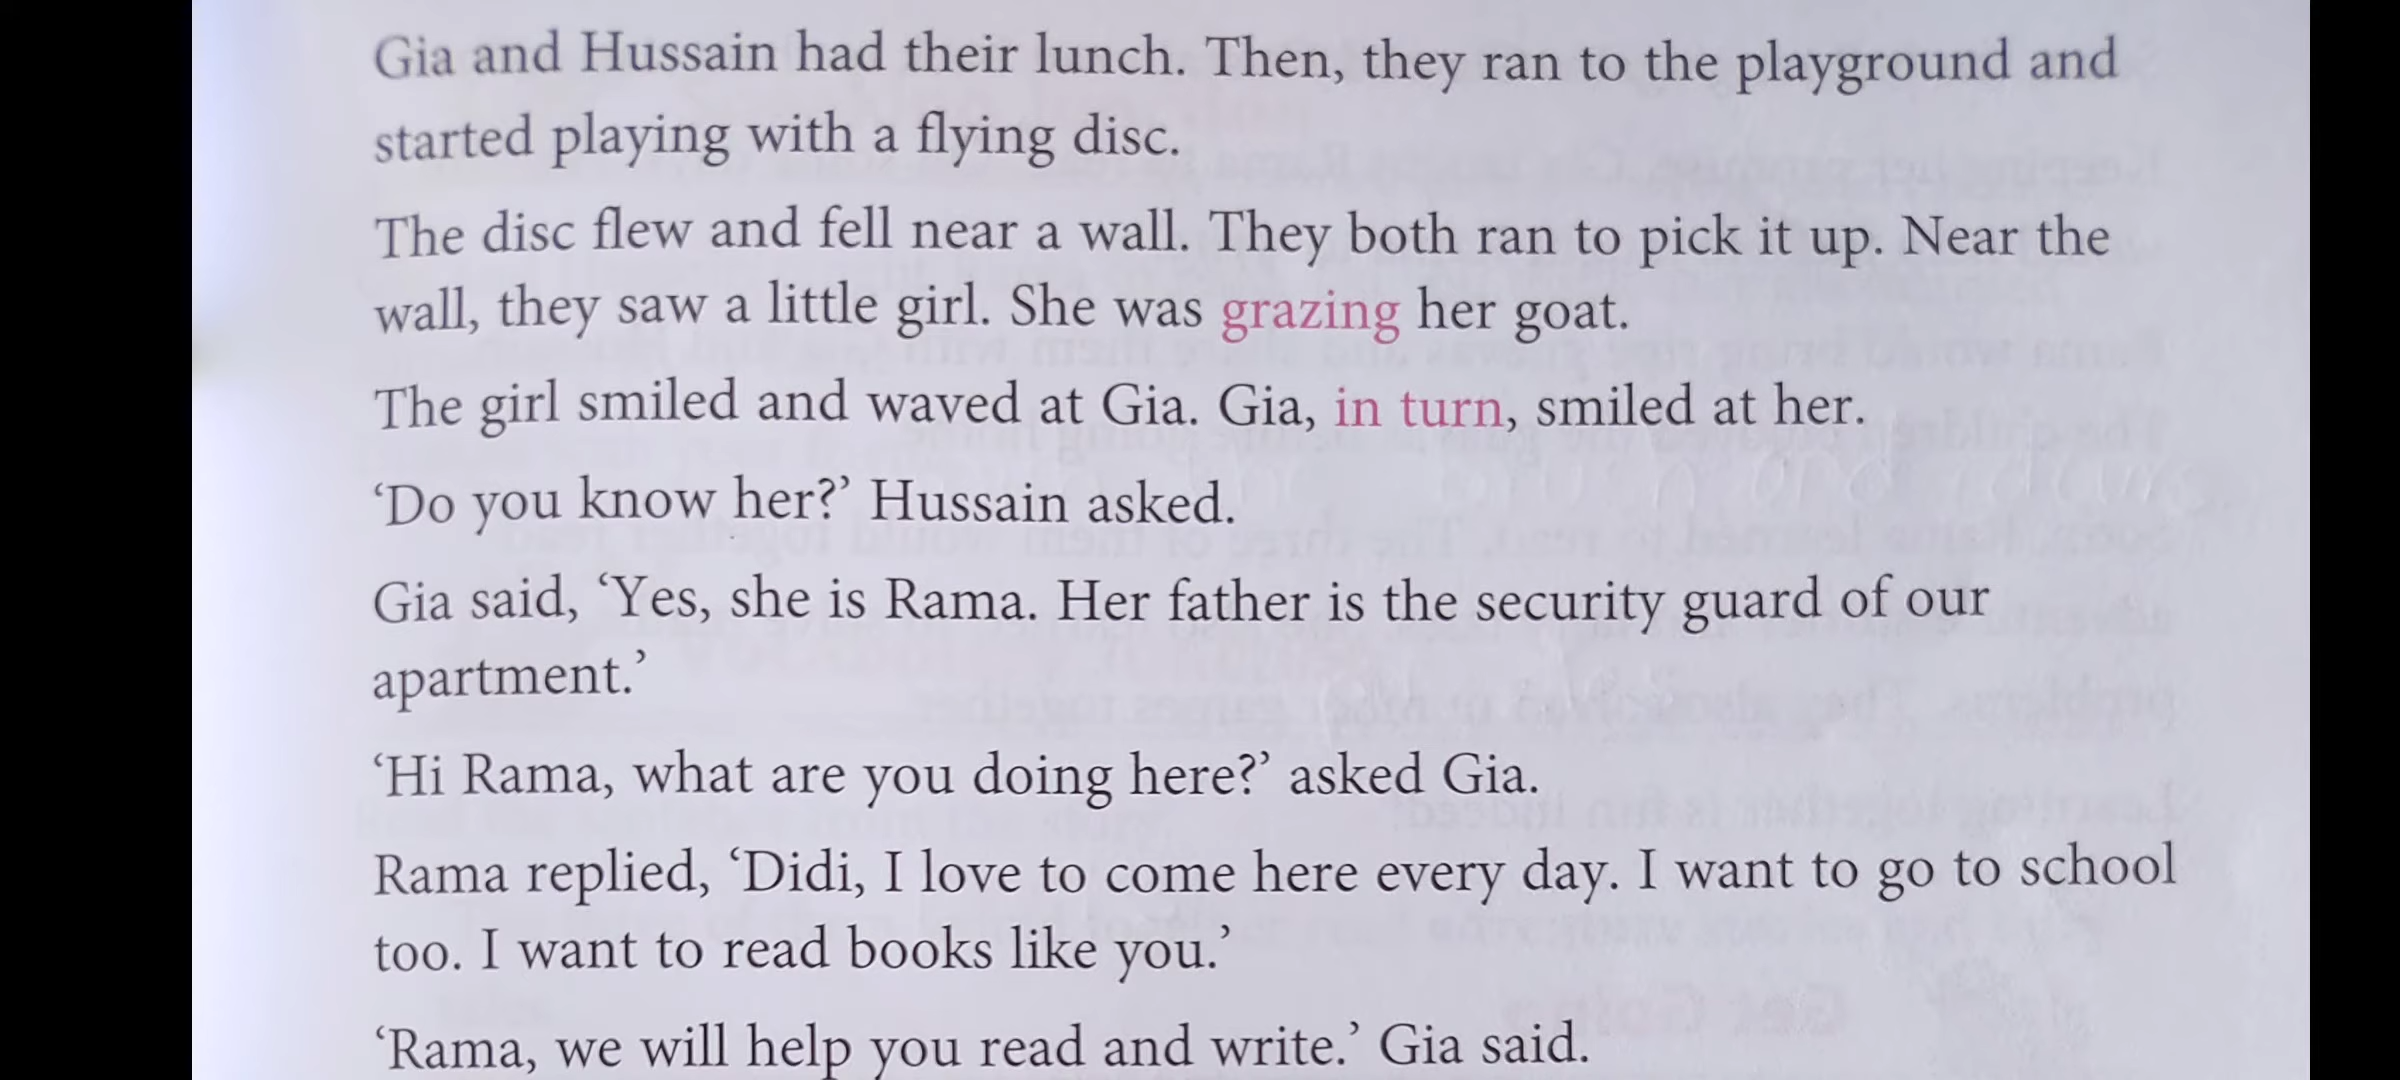 Gia and Hussain had their lunch. Then, they ran to the playground and
started playing with a flying disc.
The disc flew and fell near a wall. They both ran to pick it up. Near the
wall, they saw a little girl. She was grazing her goat.
The girl smiled and waved at Gia. Gia, in turn, smiled at her.
‘Do you know her?’ Hussain asked.
Gia said, ‘Yes, she is Rama. Her father is the security guard of our
apartment.’
‘Hi Rama, what are you doing here?’ asked Gia.
Rama replied, ‘Didi, I love to come here every day. I want to go to school
too. I want to read books like you.’
‘Rama, we will help you read and write.’ Gia said.